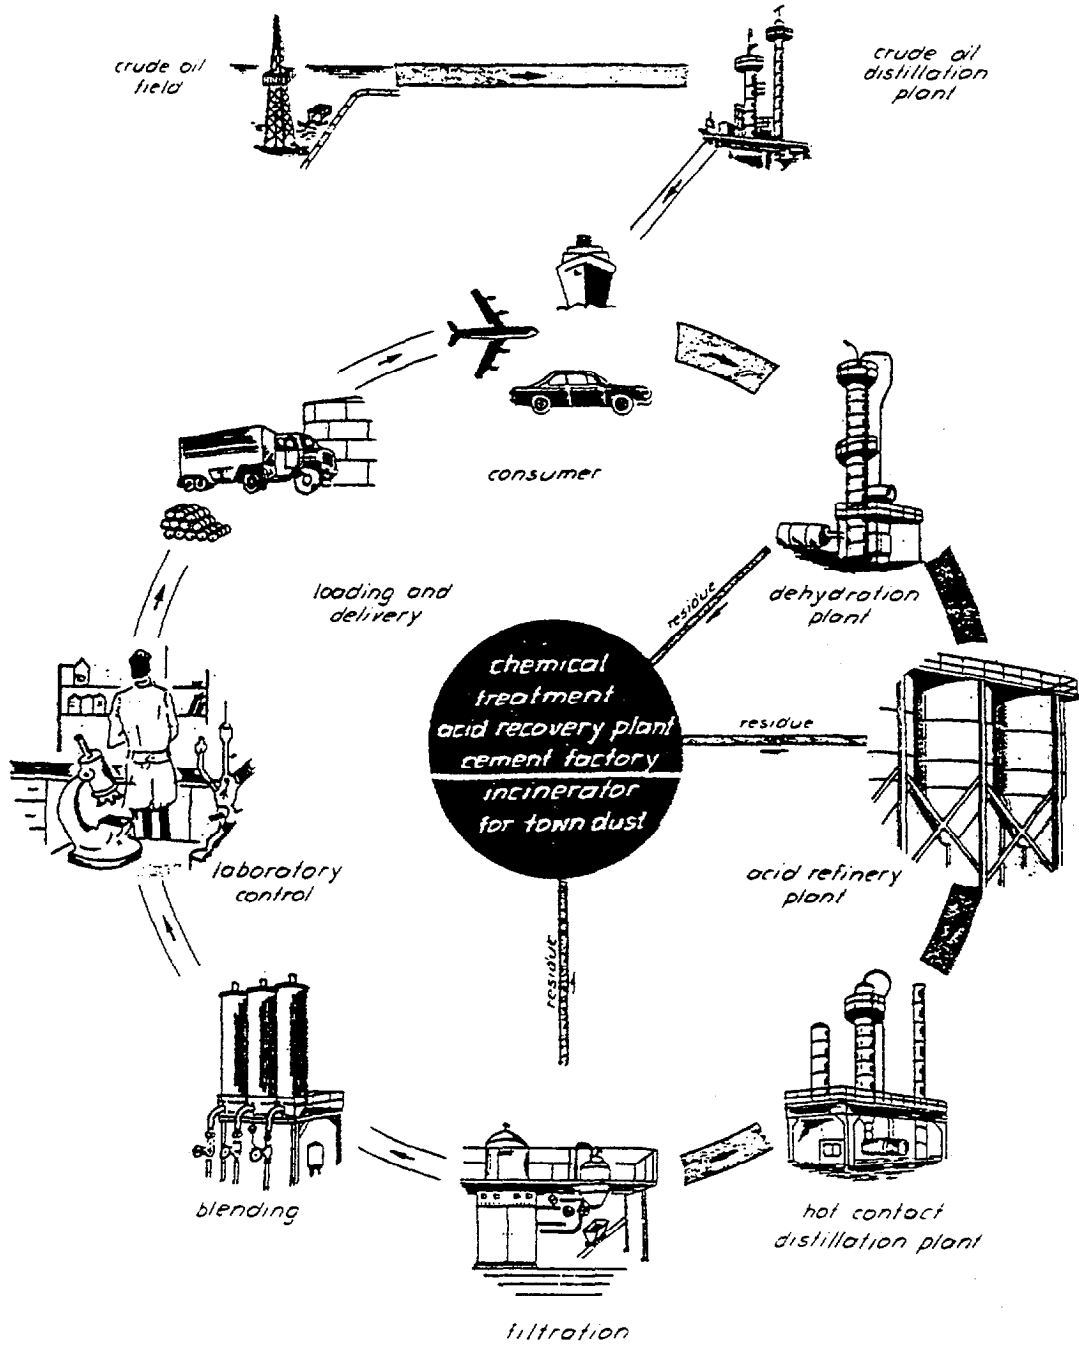 crude oil
field
crude oil
distillation
plant
consumer
loading and
delivery
residue
dehydration
plant
chemical
treatment
acid recovery plant
cement factory
incinerator
for town dust
residue
laboratory
control
acid refinery
plant
residue
blending
hot contact
distillation plant
filtration